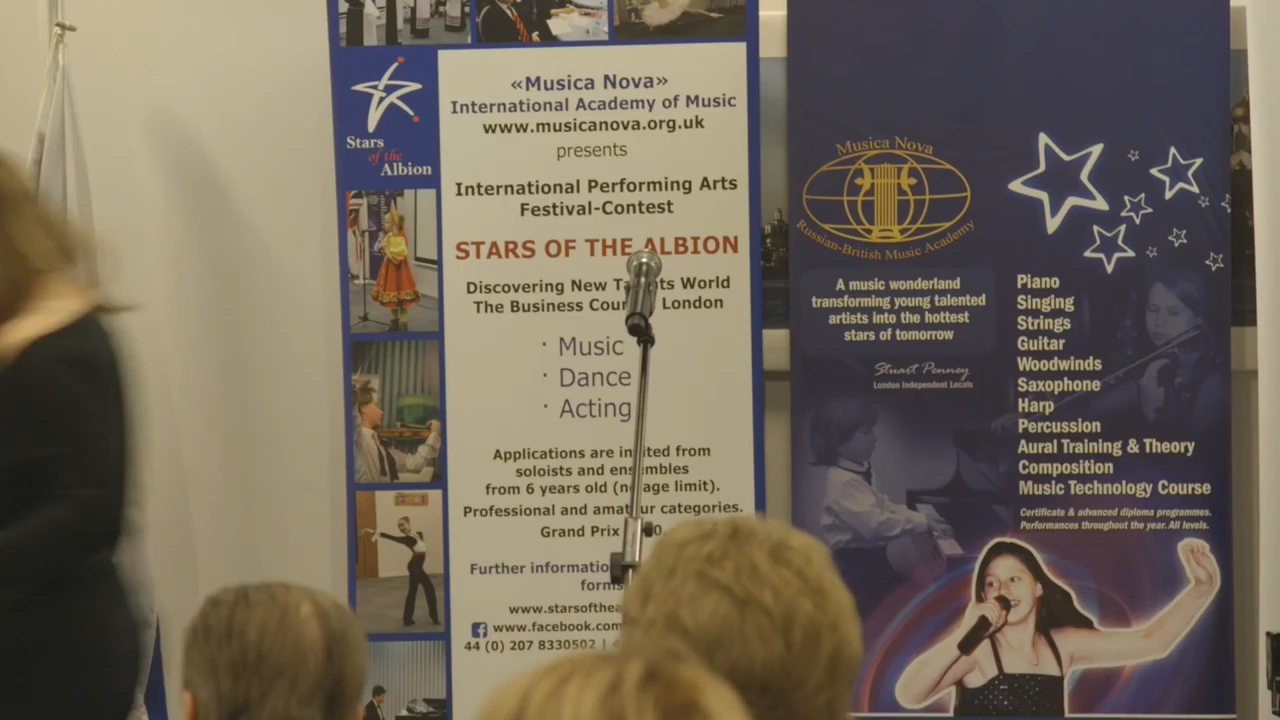 Stars
of the
Albion
«Musica Nova»
International Academy of Music
www.musicanova.org.uk
presents
International Performing Arts
Festival-Contest
STARS OF THE ALBION
Discovering New World
The Business London
· Music
· Dance
· Acting
Applications are from
soloists and
from 6 years old age limit).
Professional and categories.
Grand Prix
Further
www.
www.facebook.com
44 (0) 207 8330502 |
Musica Nova
Russian-British Music Academy
A music wonderland
transforming young talented
artists into the hottest
stars of tomorrow
Stuart Penney
London Independent Locals
Piano
Singing
Strings
Guitar
Woodwinds
Saxophone
Harp
Percussion
Aural Training & Theory
Composition
Music Technology Course
Certificate & advanced diploma programmes.
Performances throughout the year. All levels.